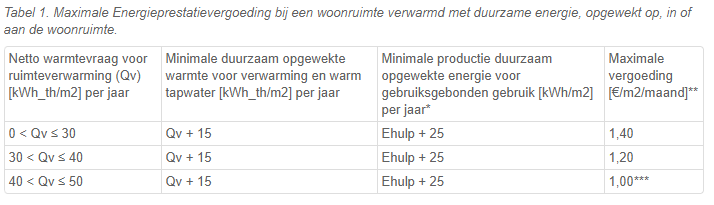 Tabel 1. Maximale Energieprestatievergoeding bij een woonruimte verwarmd met duurzame energie, opgewekt op, in of
aan de woonruimte.
Netto warmtevraag voor
ruimteverwarming (Qv)
[kWh_th/m2] per jaar
Minimale duurzaam opgewekte
warmte voor verwarming en warm
tapwater [kWh_th/m2] per jaar
Minimale productie duurzaam
opgewekte energie voor
gebruiksgebonden gebruik [kWh/m2]
per jaar*
Maximale
vergoeding
[€/m2/maand]**
0 < Qv ≤ 30 Qv + 15 Ehulp + 25 1,40
30 < Qv ≤ 40 Qv + 15 Ehulp + 25 1,20
40 < Qv ≤ 50 Qv + 15 Ehulp + 25 1,00***